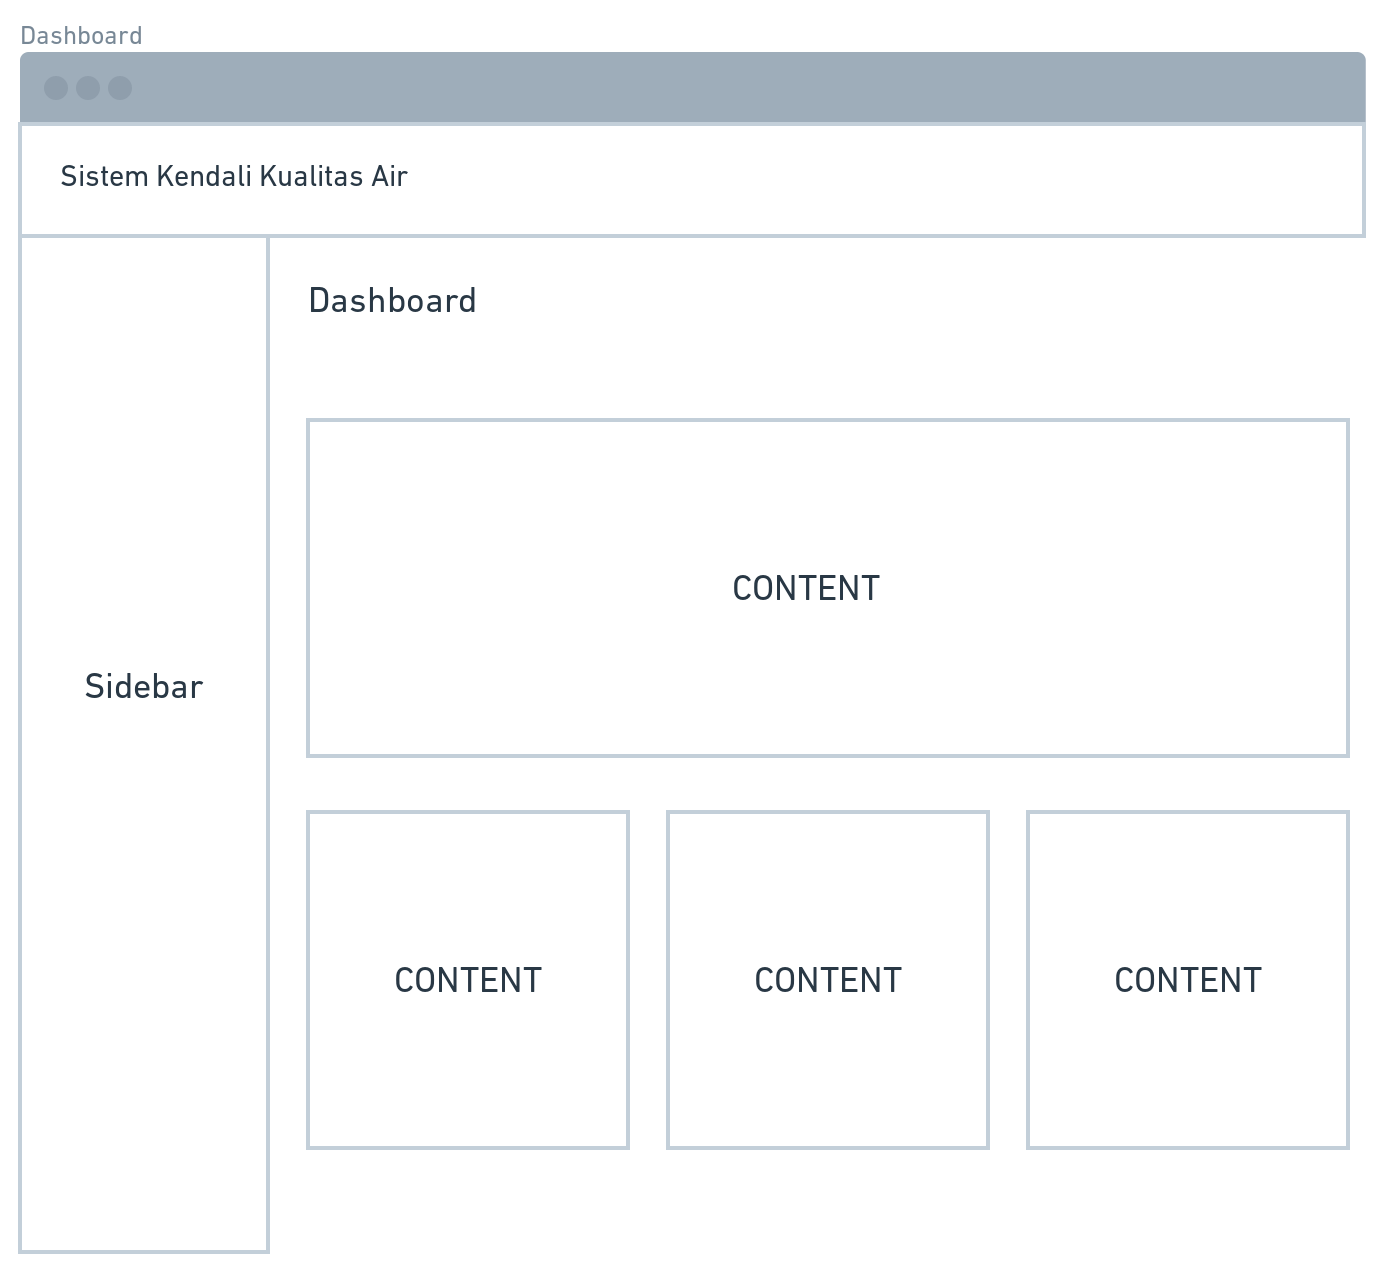 Dashboard
Sistem Kendali Kualitas Air
Dashboard
Sidebar
CONTENT
CONTENT
CONTENT
CONTENT